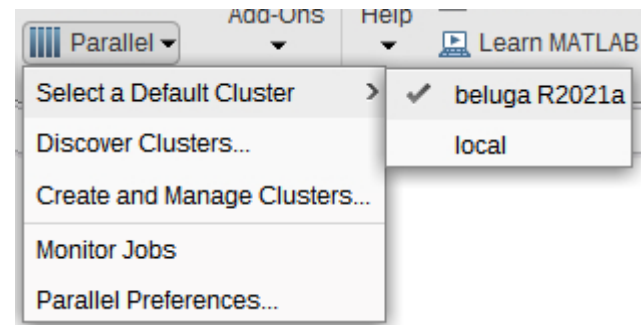 Add-Ons
Help
Parallel
Learn MATLAB
Select a Default Cluster
beluga R2021a
Discover Clusters...
local
Create and Manage Clusters...
Monitor Jobs
Parallel Preferences...